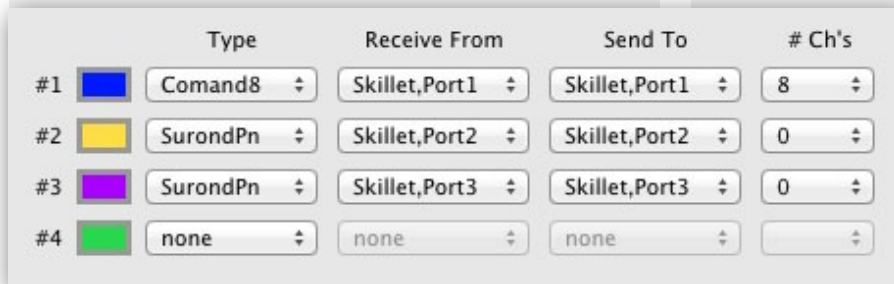 Type Receive From Send To # Ch's
#1 Comand8 Skillet,Port1 Skillet,Port1 8
#2 SurondPn Skillet,Port2 Skillet,Port2 0
#3 SurondPn Skillet,Port3 Skillet,Port3 0
#4 none none none